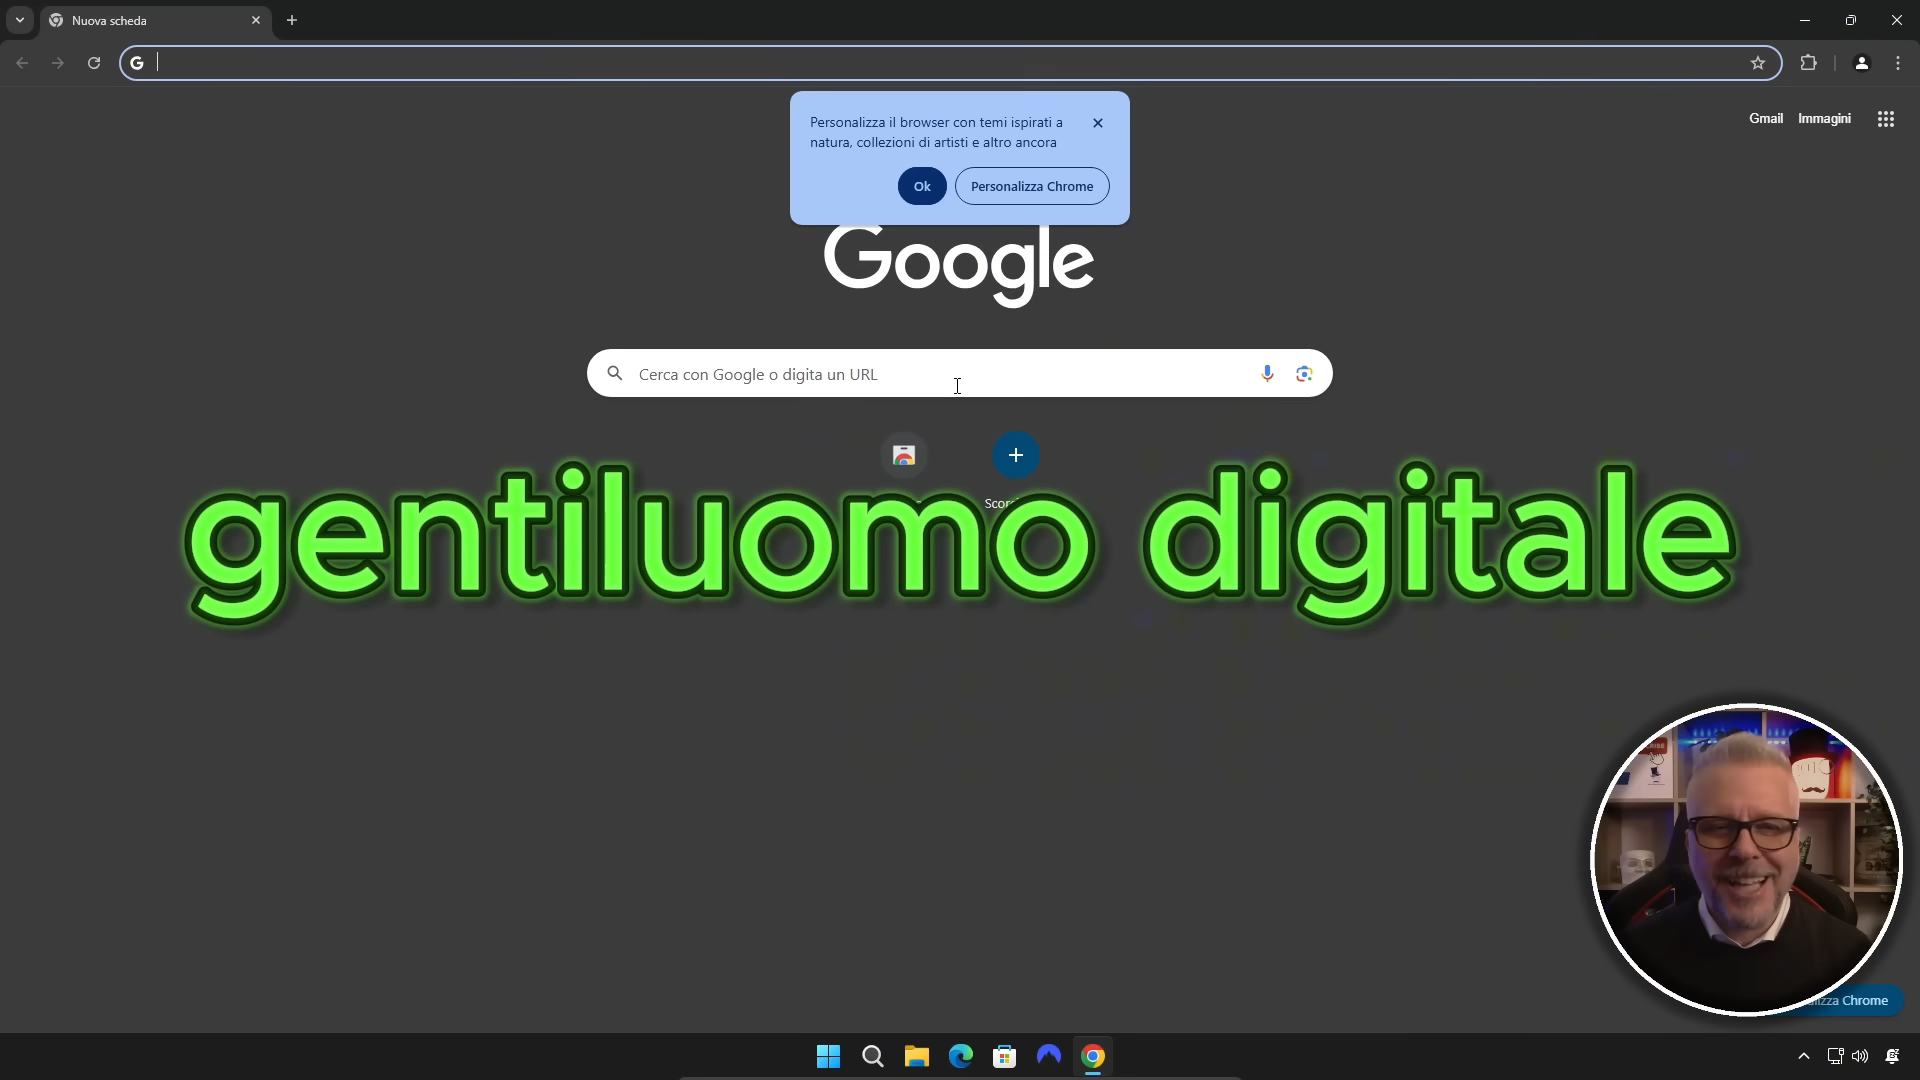 Nuova scheda
Personalizza il browser con temi ispirati a
natura, collezioni di artisti e altro ancora
Ok
Personalizza Chrome
Gmail
Immagini
Google
Cerca con Google o digita un URL
gentiluomo digitale
Chrome